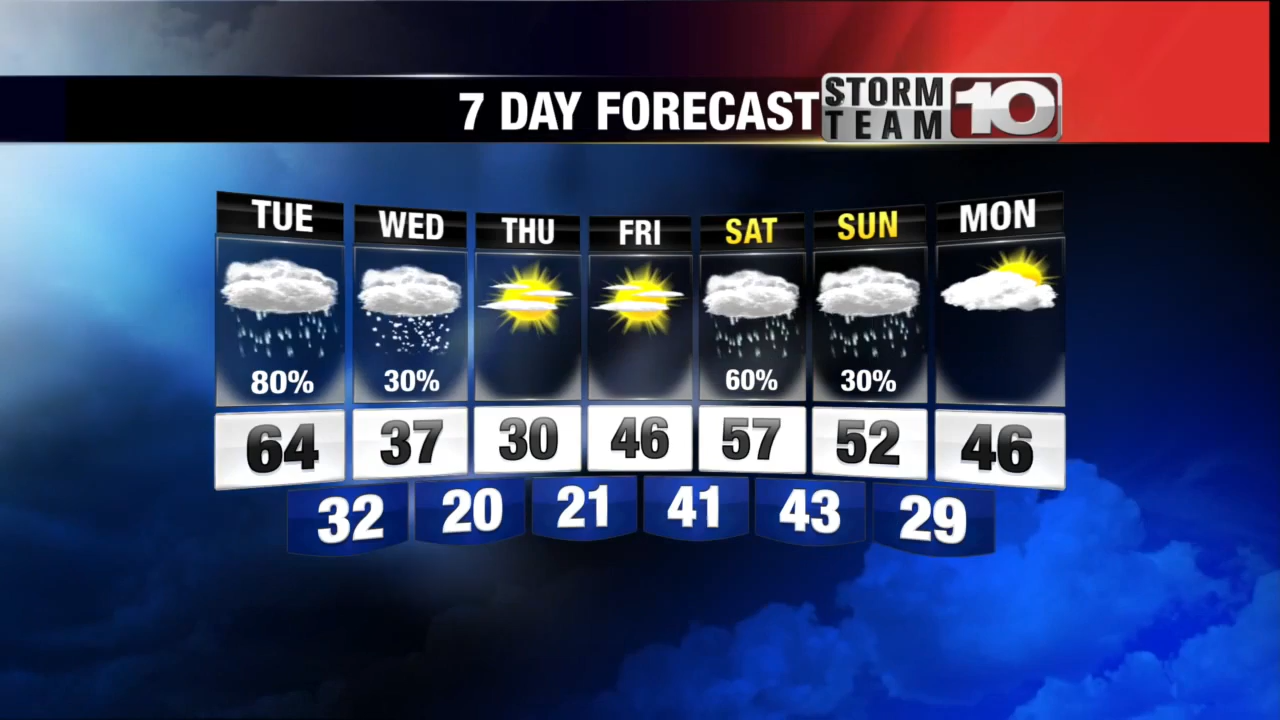 7 DAY FORECAST
STORM
TEAM
10
TUE WED THU FRI SAT SUN MON
80% 30% 60% 30%
64 37 30 46 57 52 46
32 20 21 41 43 29